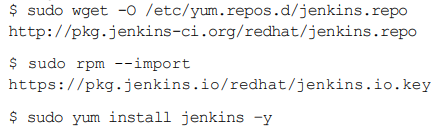 $ sudo wget -O /etc/yum.repos.d/jenkins.repo
http://pkg.jenkins-ci.org/redhat/jenkins.repo
$ sudo rpm --import
https://pkg.jenkins.io/redhat/jenkins.io.key
$ sudo yum install jenkins -y